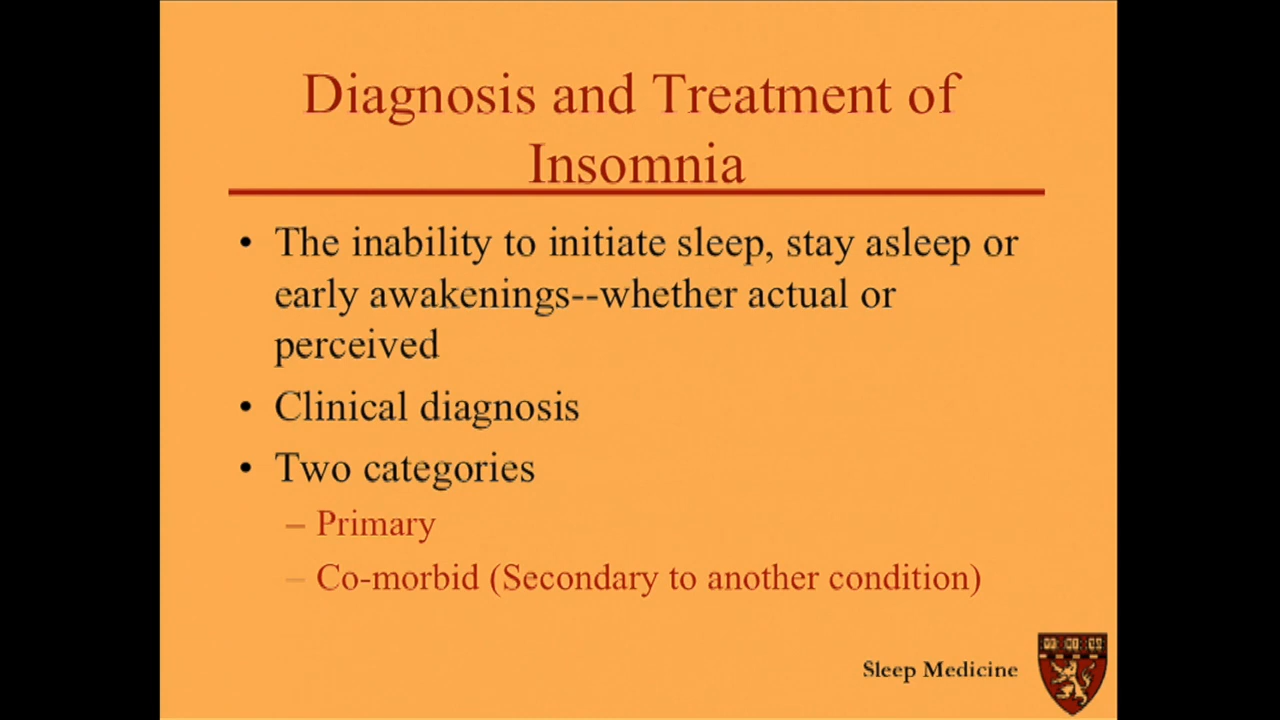 Diagnosis and Treatment of
Insomnia
• The inability to initiate sleep, stay asleep or
early awakenings--whether actual or
perceived
• Clinical diagnosis
• Two categories
– Primary
– Co-morbid (Secondary to another condition)
Sleep Medicine